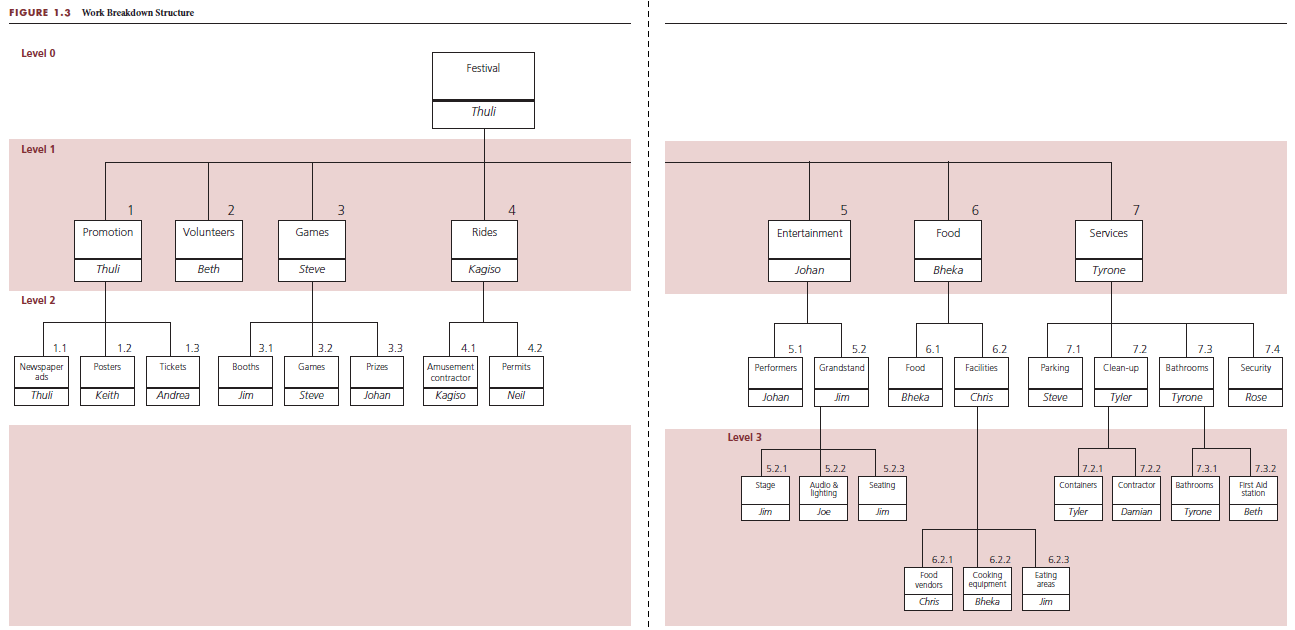 FIGURE 1.3 Work Breakdown Structure
Level 0
Festival
Thuli
Level 1
1
Promotion
Thuli
2
Volunteers
Beth
3
Games
Steve
4
Rides
Kagiso
5
Entertainment
Johan
6
Food
Bheka
7
Services
Tyrone
Level 2
1.1
Newspaper
ads
Thuli
1.2
Posters
Keith
1.3
Tickets
Andrea
3.1
Booths
Jim
3.2
Games
Steve
3.3
Prizes
Johan
4.1
Amusement
contractor
Kagiso
4.2
Permits
Neil
5.1
Performers
Johan
5.2
Grandstand
Jim
6.1
Food
Bheka
6.2
Facilities
Chris
7.1
Parking
Steve
7.2
Clean-up
Tyler
7.3
Bathrooms
Tyrone
7.4
Security
Rose
Level 3
5.2.1
Stage
Jim
5.2.2
Audio &
lighting
Joe
5.2.3
Seating
Jim
7.2.1
Containers
Tyler
7.2.2
Contractor
Damian
7.3.1
Bathrooms
Tyrone
7.3.2
First Aid
station
Beth
6.2.1
Food
vendors
Chris
6.2.2
Cooking
equipment
Bheka
6.2.3
Eating
areas
Jim